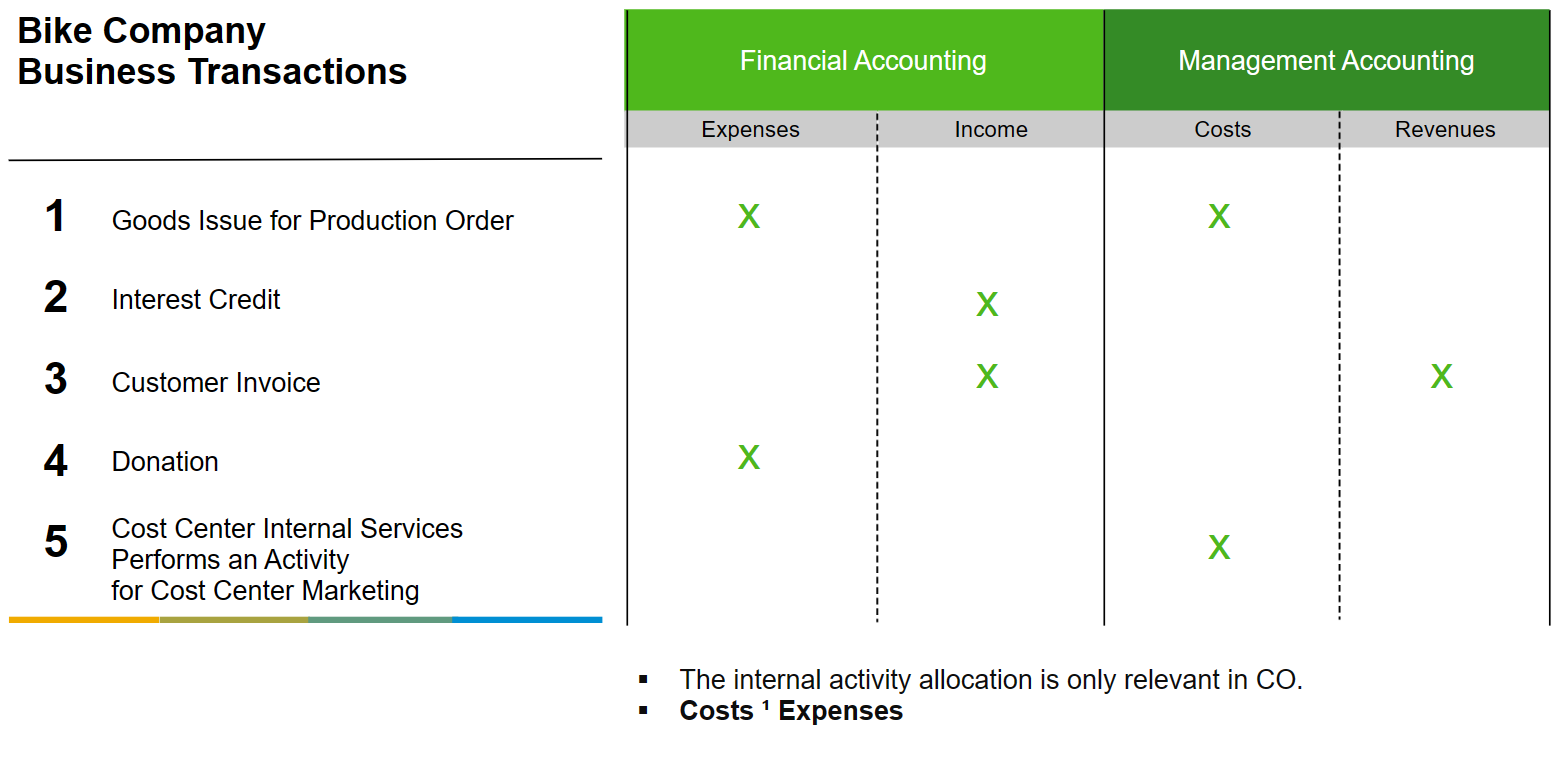 Bike Company
Business Transactions
Financial Accounting
Management Accounting
Expenses
Income
Costs
Revenues
1 Goods Issue for Production Order X X
2 Interest Credit X
3 Customer Invoice X X
4 Donation X
5 Cost Center Internal Services
Performs an Activity
for Cost Center Marketing X
▪ The internal activity allocation is only relevant in CO.
▪ Costs ¹ Expenses